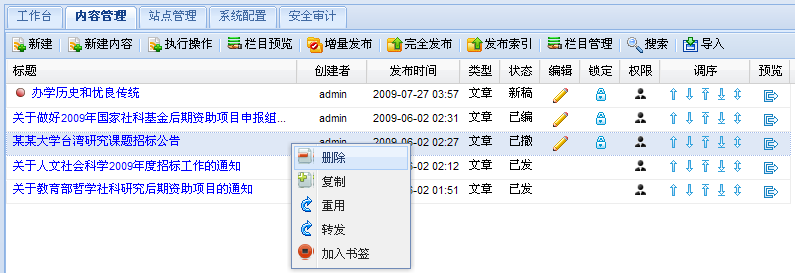 工作台 内容管理 站点管理 系统配置 安全审计
新建 新建内容 执行操作 栏目预览 增量发布 完全发布 发布索引 栏目管理 搜索 导入
标题 创建者 发布时间 类型 状态 编辑 锁定 权限 调序 预览
办学历史和优良传统 admin 2009-07-27 03:57 文章 新稿
关于做好2009年国家社科基金后期资助项目申报组... admin 2009-06-02 02:31 文章 已编
某某大学台湾研究课题招标公告 admin 2009-06-02 02:27 文章 已撤
关于人文社会科学2009年度招标工作的通知 -02 02:12 文章 已发
关于教育部哲学社科研究后期资助项目的通知 -02 01:51 文章 已发
删除
复制
重用
转发
加入书签